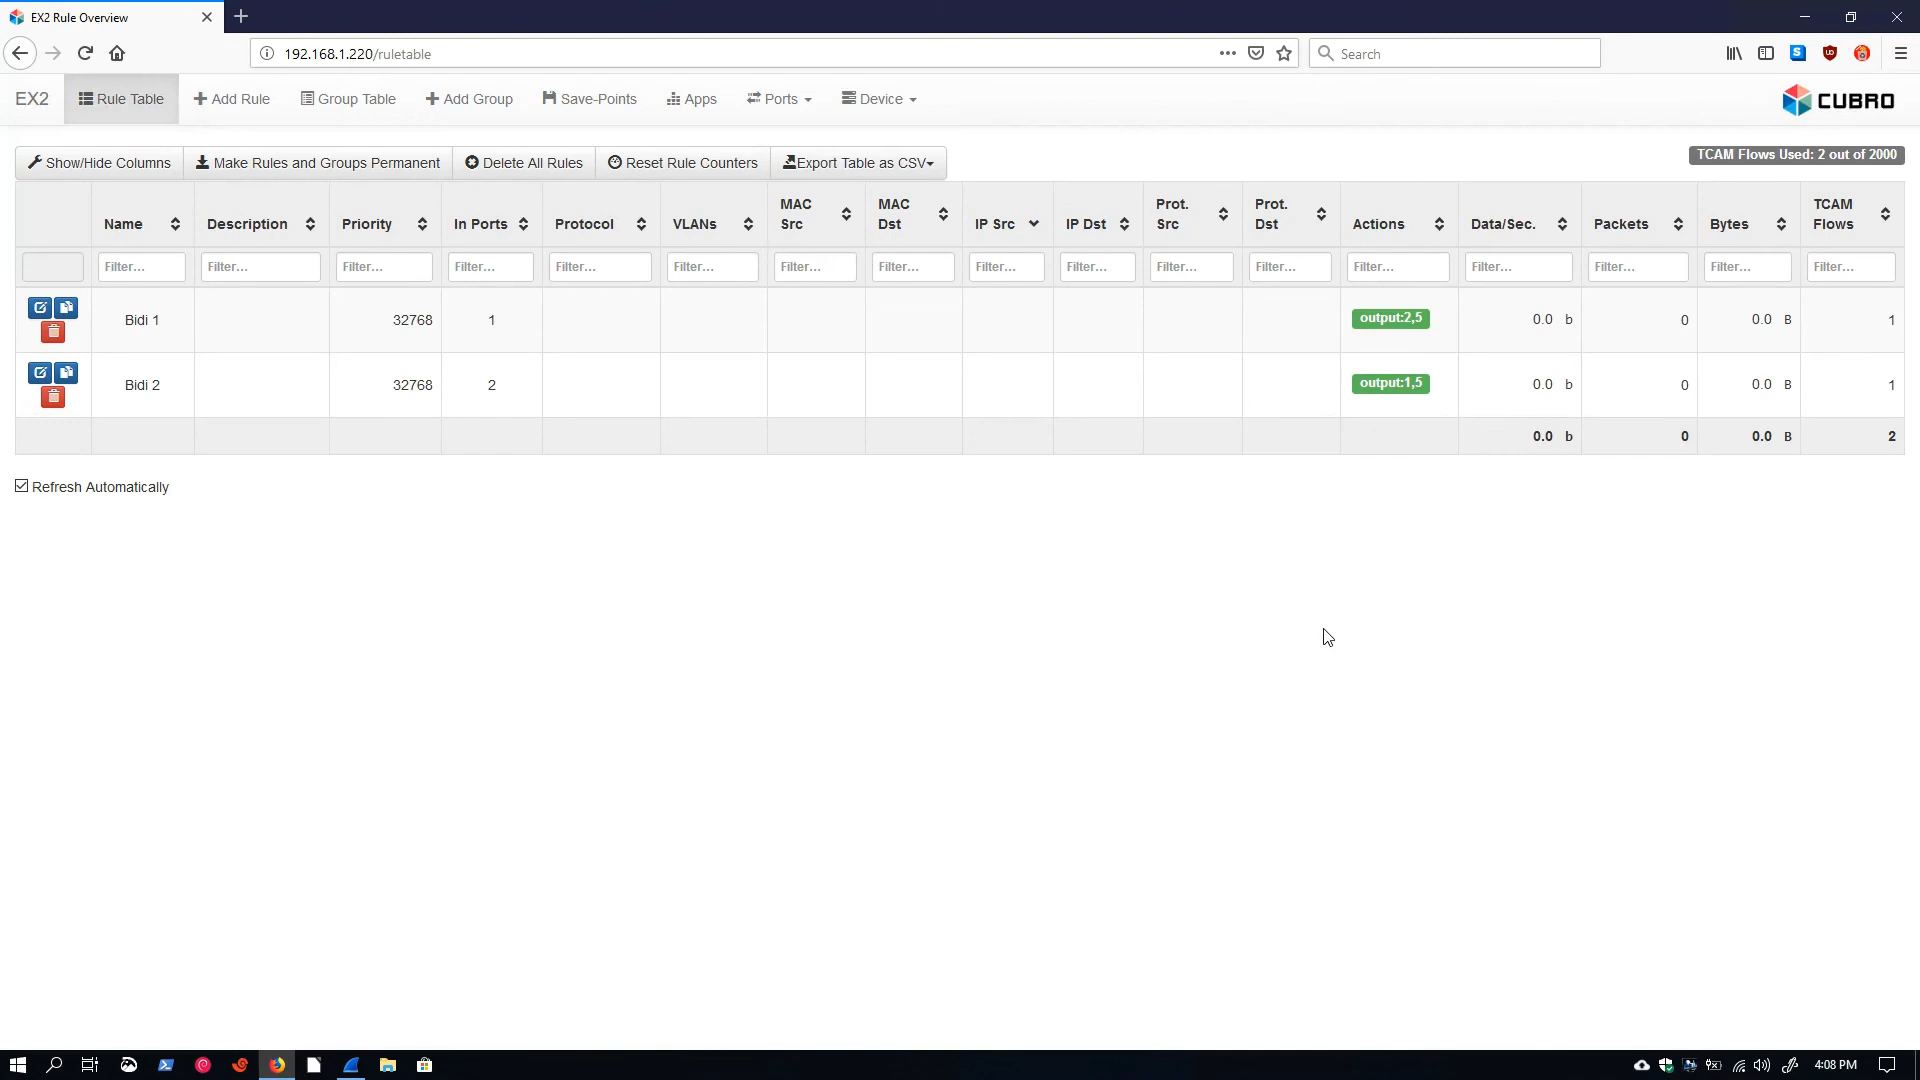 EX2 Rule Overview
192.168.1.220/ruletable
Search
EX2 Rule Table Add Rule Group Table Add Group Save-Points Apps Ports Device CUBRO
Show/Hide Columns Make Rules and Groups Permanent Delete All Rules Reset Rule Counters Export Table as CSV
TCAM Flows Used: 2 out of 2000
Name Description Priority In Ports Protocol VLANs MAC Src MAC Dst IP Src IP Dst Prot. Src Prot. Dst Actions Data/Sec. Packets Bytes TCAM Flows
Filter... Filter... Filter... Filter... Filter... Filter... Filter... Filter... Filter... Filter... Filter... Filter... Filter... Filter... Filter... Filter... Filter...
Bidi 1 32768 1 output:2,5 0.0 b 0 0.0 B 1
Bidi 2 32768 2 output:1,5 0.0 b 0 0.0 B 1
0.0 b 0 0.0 B 2
Refresh Automatically
4:08 PM